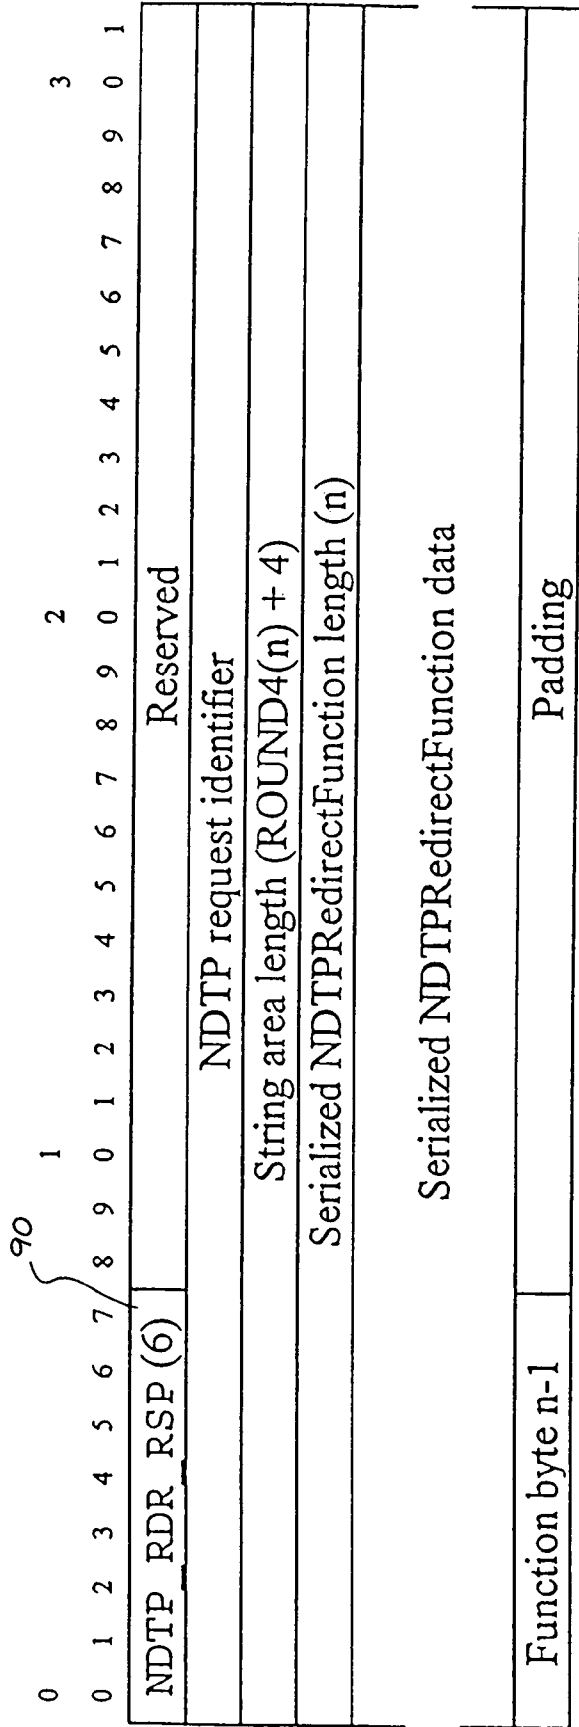 90
0 1 2 3
0 1 2 3 4 5 6 7 8 9 0 1 2 3 4 5 6 7 8 9 0 1 2 3 4 5 6 7 8 9 0 1
NDTP_RDR_RSP (6) Reserved
NDTP request identifier
String area length (ROUND4(n) + 4)
Serialized NDTPRedirectFunction length (n)
Serialized NDTPRedirectFunction data
Function byte n-1 Padding